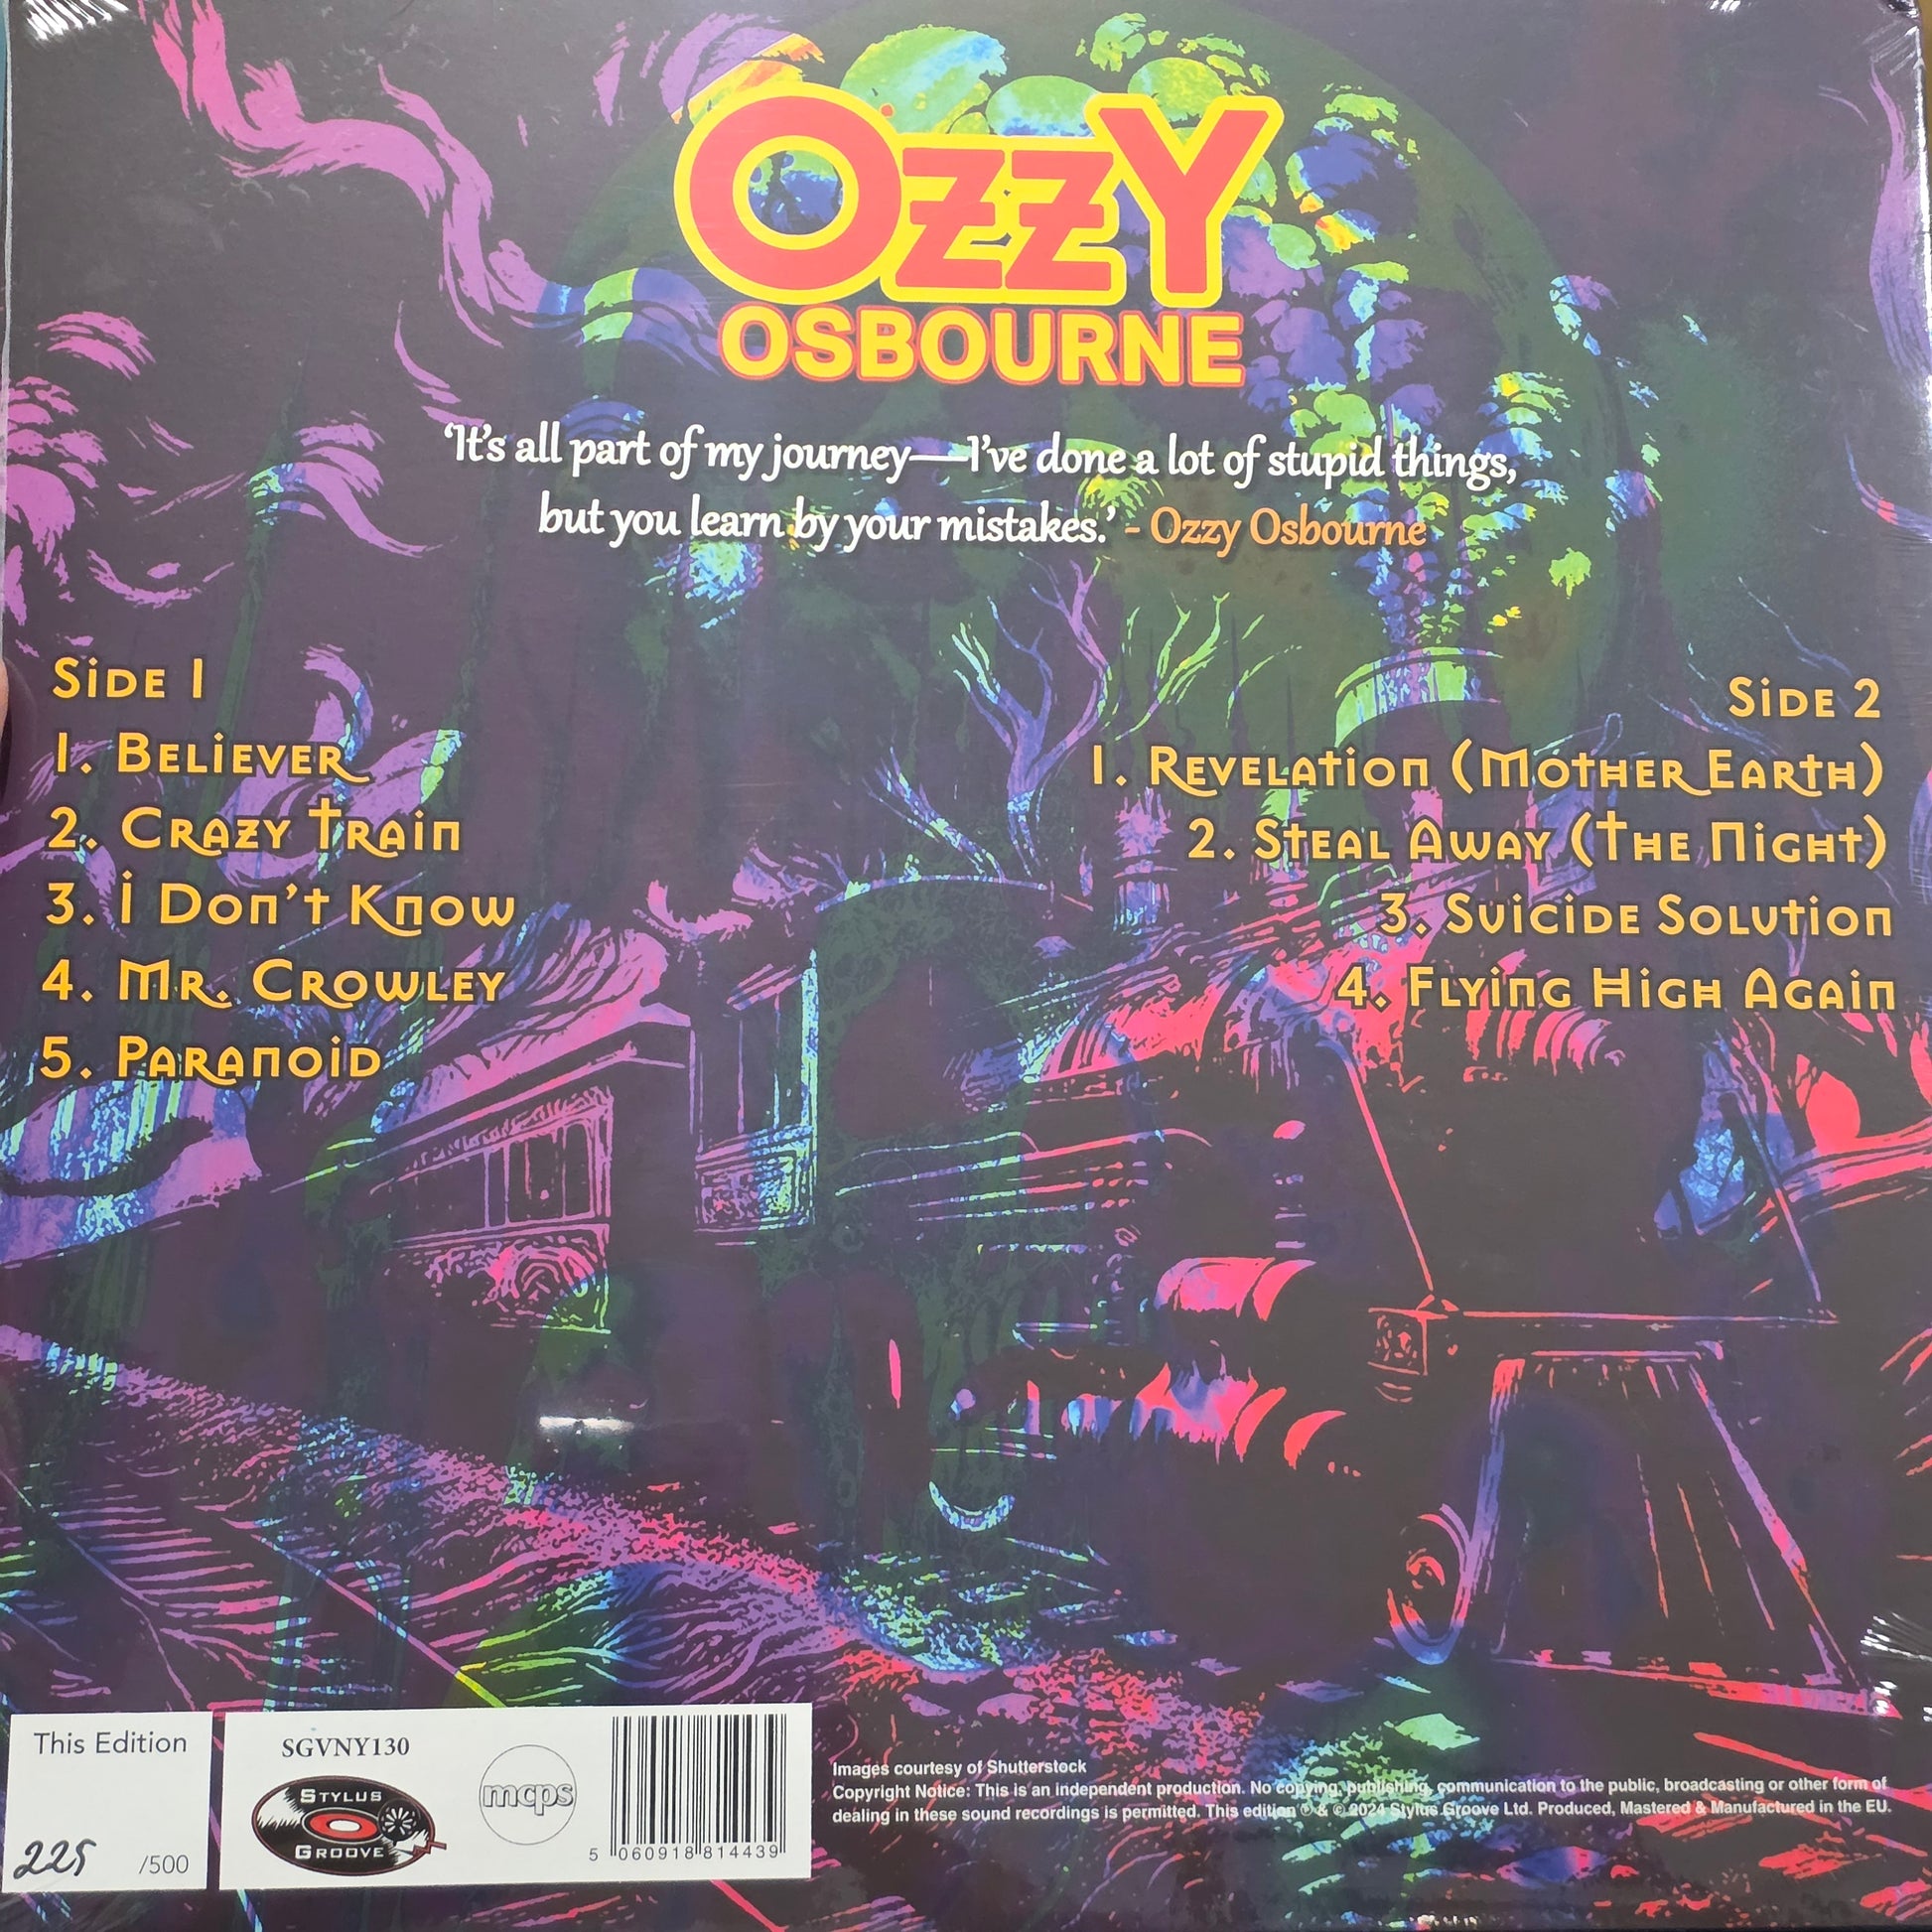 Ozzy
OSBOURNE
‘It’s all part of my journey—I’ve done a lot of stupid things,
but you learn by your mistakes.’ - Ozzy Osbourne
Side 1
1. Believer
2. Crazy Train
3. I Don’t Know
4. Mr. Crowley
5. Paranoid
Side 2
1. Revelation (Mother Earth)
2. Steal Away (The Night)
3. Suicide Solution
4. Flying High Again
This Edition
225 /500
SGVNY130
STYLUS
GROOVE
mcps
5 060918 814439
Images courtesy of Shutterstock
Copyright Notice: This is an independent production. No copying, publishing, communication to the public, broadcasting or other form of
dealing in these sound recordings is permitted. This edition ℗ & © 2024 Stylus Groove Ltd. Produced, Mastered & Manufactured in the EU.